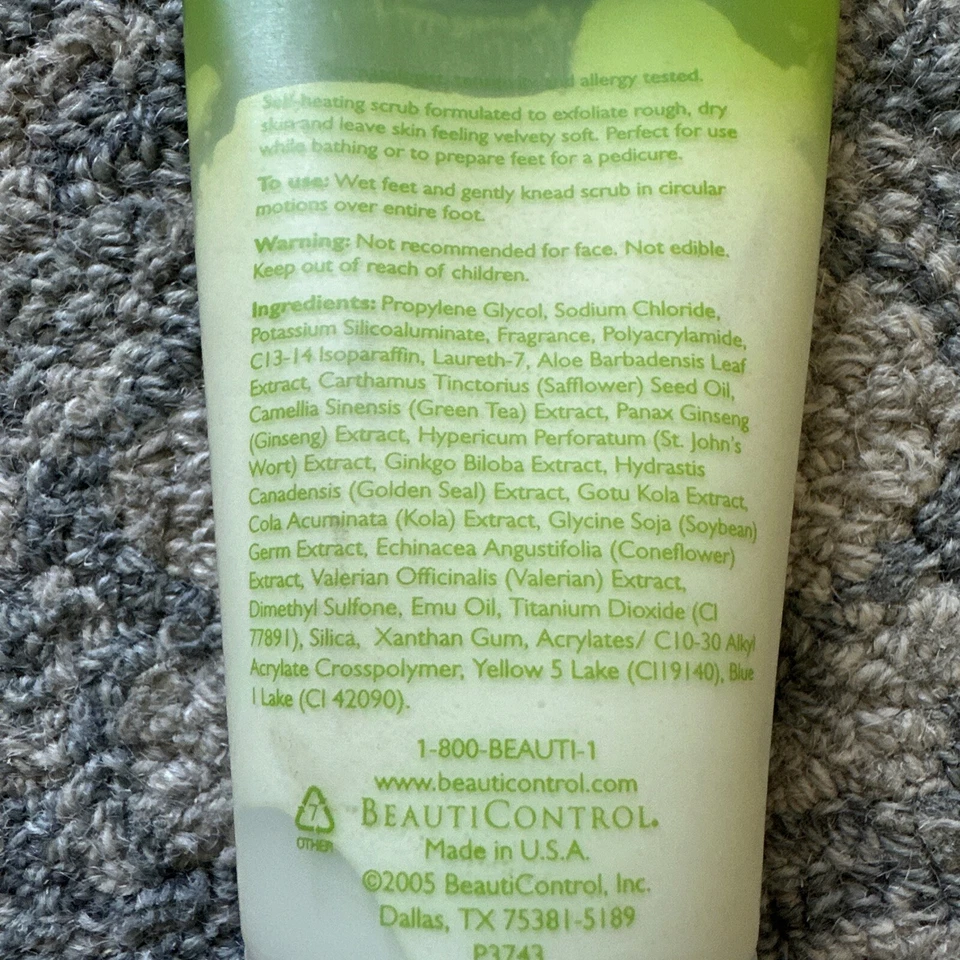 allergy tested.
Self-heating scrub formulated to exfoliate rough, dry
skin and leave skin feeling velvety soft. Perfect for use
while bathing or to prepare feet for a pedicure.
To use: Wet feet and gently knead scrub in circular
motions over entire foot.
Warning: Not recommended for face. Not edible.
Keep out of reach of children.
Ingredients: Propylene Glycol, Sodium Chloride,
Potassium Silicoaluminate, Fragrance, Polyacrylamide,
C13-14 Isoparaffin, Laureth-7, Aloe Barbadensis Leaf
Extract, Carthamus Tinctorius (Safflower) Seed Oil,
Camellia Sinensis (Green Tea) Extract, Panax Ginseng
(Ginseng) Extract, Hypericum Perforatum (St. John's
Wort) Extract, Ginkgo Biloba Extract, Hydrastis
Canadensis (Golden Seal) Extract, Gotu Kola Extract,
Cola Acuminata (Kola) Extract, Glycine Soja (Soybean)
Germ Extract, Echinacea Angustifolia (Coneflower)
Extract, Valerian Officinalis (Valerian) Extract,
Dimethyl Sulfone, Emu Oil, Titanium Dioxide (CI
77891), Silica, Xanthan Gum, Acrylates/ C10-30 Alkyl
Acrylate Crosspolymer, Yellow 5 Lake (CI19140), Blue
1 Lake (CI 42090).
1-800-BEAUTI-1
www.beauticontrol.com
7
OTHER
BEAUTICONTROL.
Made in U.S.A.
©2005 BeautiControl, Inc.
Dallas, TX 75381-5189
P3743